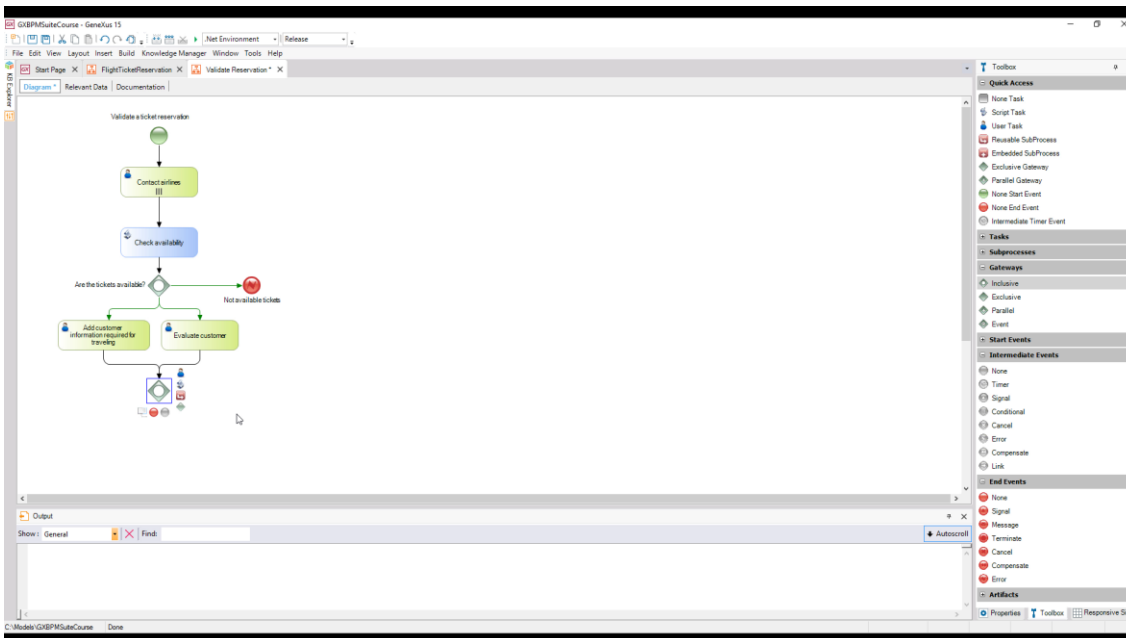 GX GXBPMSuiteCourse - GeneXus 15
.Net Environment Release
File Edit View Layout Insert Build Knowledge Manager Window Tools Help
KB Explorer
GX Start Page X FlightTicketReservation X Validate Reservation * X
Diagram * Relevant Data Documentation
Validate a ticket reservation
Contact airlines
Check availability
Are the tickets available?
Not available tickets
Add customer
information required for
traveling
Evaluate customer
Toolbox
Quick Access
None Task
Script Task
User Task
Reusable SubProcess
Embedded SubProcess
Exclusive Gateway
Parallel Gateway
None Start Event
None End Event
Intermediate Timer Event
Tasks
Subprocesses
Gateways
Inclusive
Exclusive
Parallel
Event
Start Events
Intermediate Events
None
Timer
Signal
Conditional
Cancel
Error
Compensate
Link
End Events
None
Signal
Message
Terminate
Cancel
Compensate
Error
Artifacts
Properties Toolbox Responsive Si
Output
Show: General Find: Autoscroll
C:\Models\GXBPMSuiteCourse Done